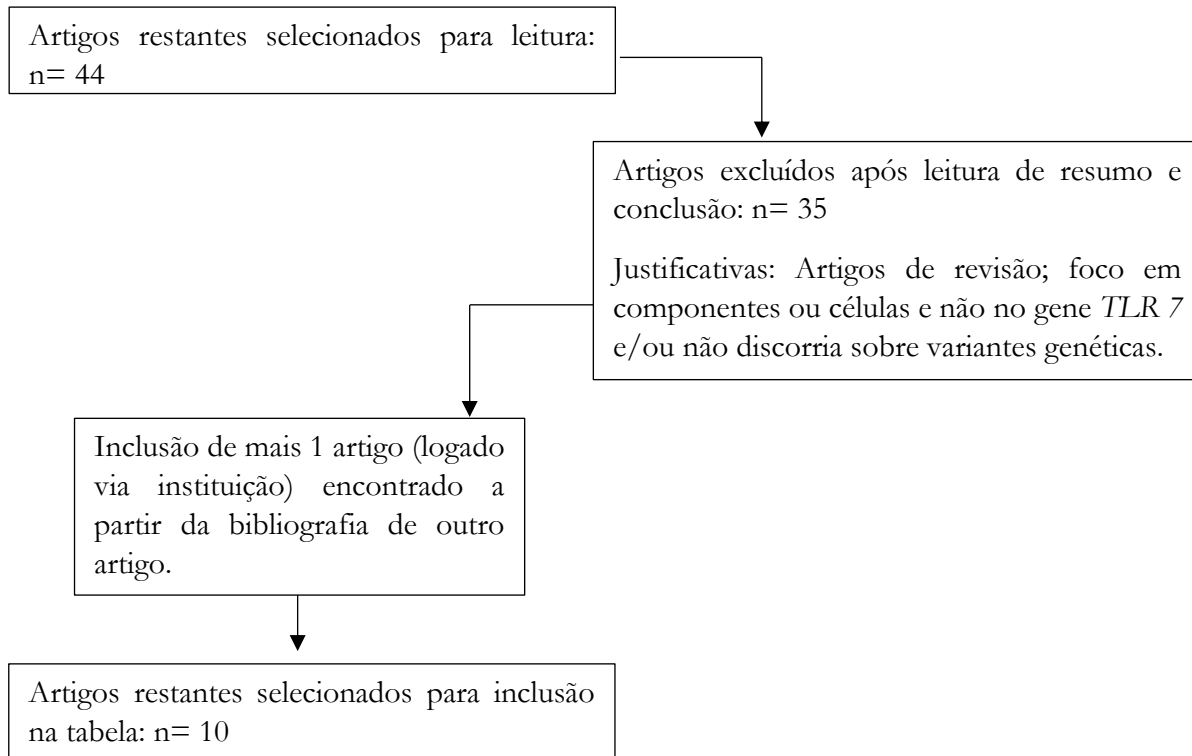 Artigos restantes selecionados para leitura:
n= 44
Artigos excluídos após leitura de resumo e
conclusão: n= 35
Justificativas: Artigos de revisão; foco em
componentes ou células e não no gene TLR 7
e/ou não discorria sobre variantes genéticas.
Inclusão de mais 1 artigo (logado
via instituição) encontrado a
partir da bibliografia de outro
artigo.
Artigos restantes selecionados para inclusão
na tabela: n= 10